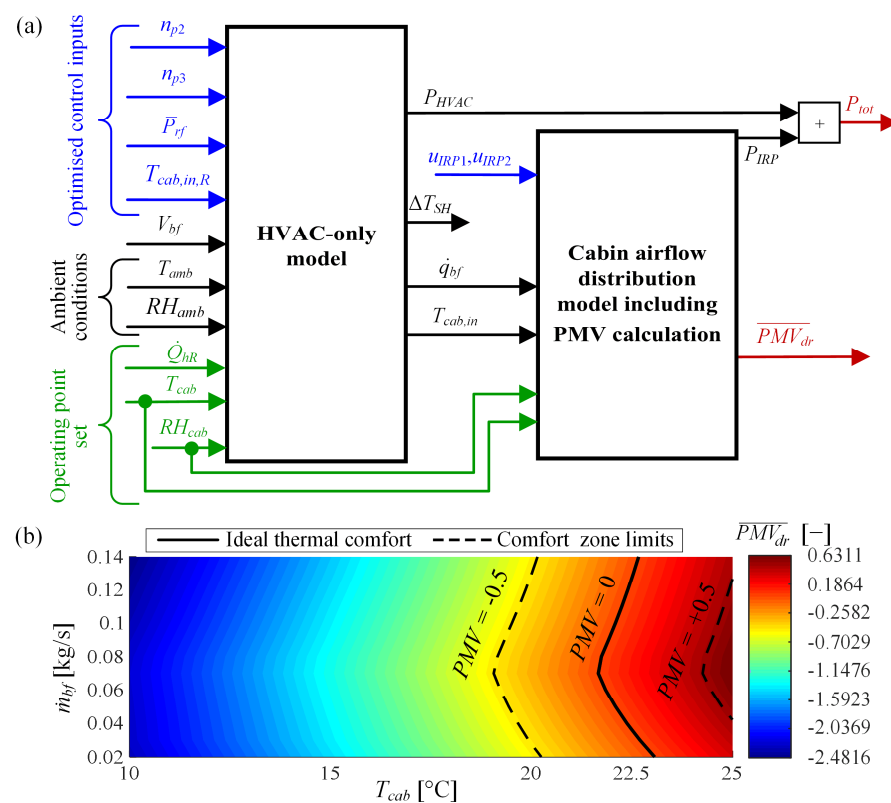 (a)
Optimised control inputs
n_p2
n_p3
P̅_rf
T_cab,in,R
V_bf
Ambient conditions
T_amb
RH_amb
Operating point set
Q̇_hR
T_cab
RH_cab
HVAC-only
model
P_HVAC
u_IRP1,u_IRP2
ΔT_SH
q̇_bf
T_cab,in
Cabin airflow
distribution
model including
PMV calculation
P_IRP
+
P_tot
P̅M̅V̅_dr
(b)
Ideal thermal comfort
Comfort zone limits
P̅M̅V̅_dr [−]
0.14
0.12
0.1
0.08
0.06
0.04
0.02
ṁ_bf [kg/s]
PMV = -0.5
PMV = 0
PMV = +0.5
10
15
20
22.5
25
T_cab [°C]
0.6311
0.1864
-0.2582
-0.7029
-1.1476
-1.5923
-2.0369
-2.4816